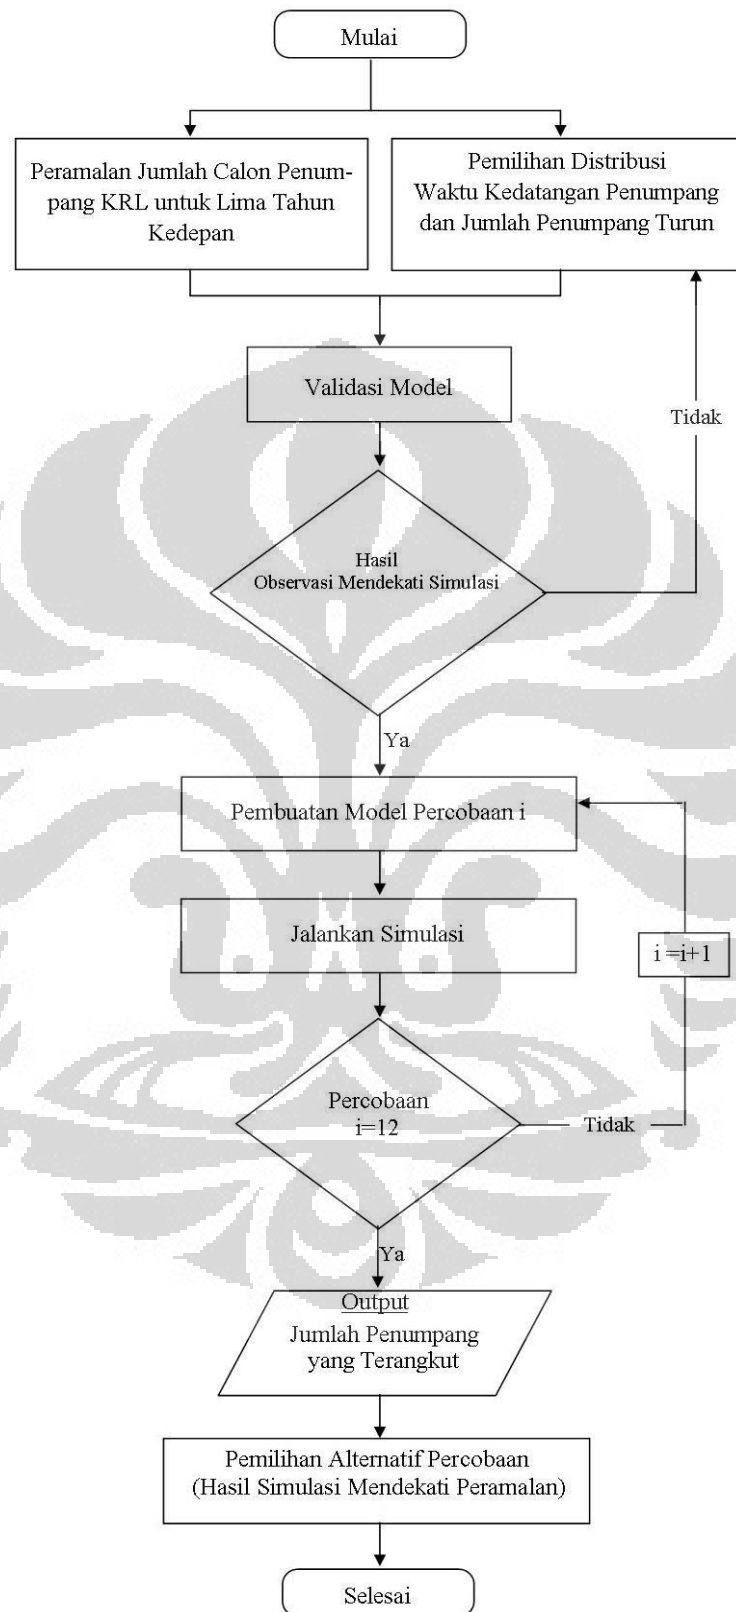 Mulai
Peramalan Jumlah Calon Penum-
pang KRL untuk Lima Tahun
Kedepan
Pemilihan Distribusi
Waktu Kedatangan Penumpang
dan Jumlah Penumpang Turun
Validasi Model
Tidak
Hasil
Observasi Mendekati Simulasi
Ya
Pembuatan Model Percobaan i
Jalankan Simulasi
i =i+1
Percobaan
i=12
Tidak
Ya
Output
Jumlah Penumpang
yang Terangkut
Pemilihan Alternatif Percobaan
(Hasil Simulasi Mendekati Peramalan)
Selesai